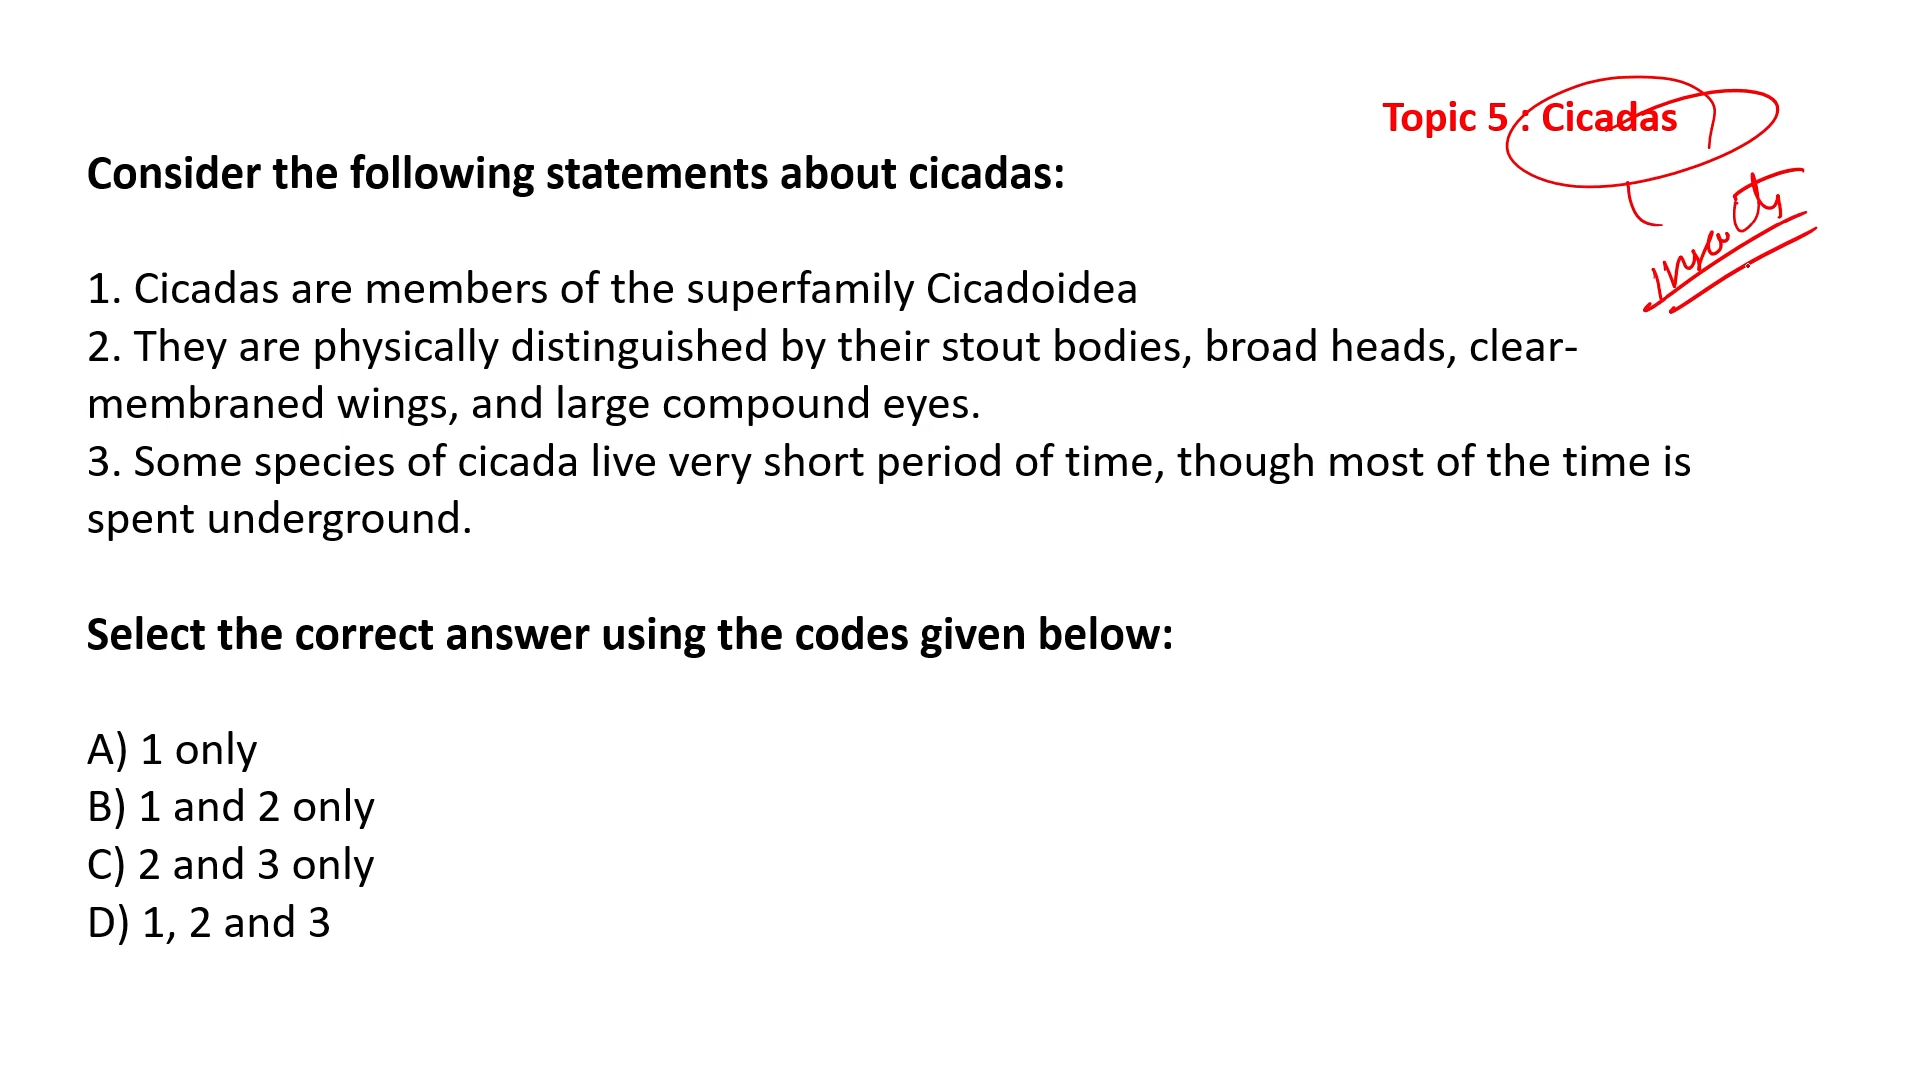 Topic 5 : Cicadas
Consider the following statements about cicadas:
insects
1. Cicadas are members of the superfamily Cicadoidea
2. They are physically distinguished by their stout bodies, broad heads, clear-
membraned wings, and large compound eyes.
3. Some species of cicada live very short period of time, though most of the time is
spent underground.
Select the correct answer using the codes given below:
A) 1 only
B) 1 and 2 only
C) 2 and 3 only
D) 1, 2 and 3